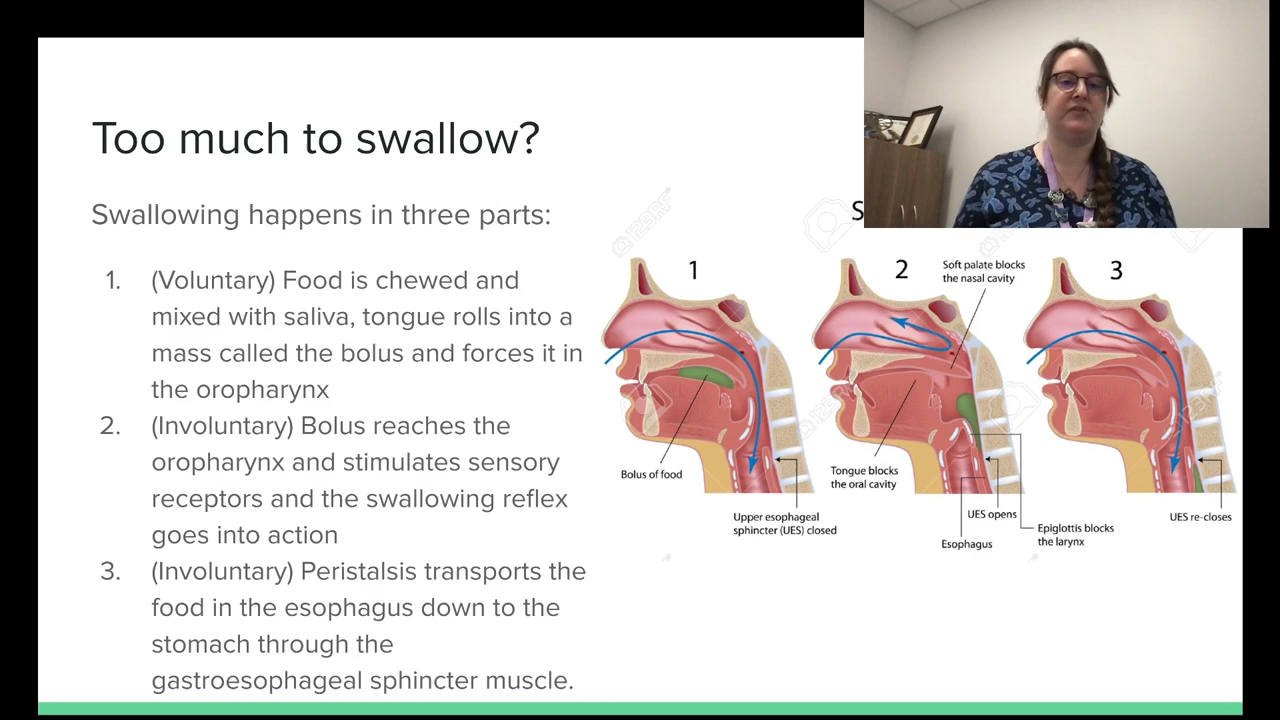 Too much to swallow?
Swallowing happens in three parts:
1. (Voluntary) Food is chewed and
mixed with saliva, tongue rolls into a
mass called the bolus and forces it in
the oropharynx
2. (Involuntary) Bolus reaches the
oropharynx and stimulates sensory
receptors and the swallowing reflex
goes into action
3. (Involuntary) Peristalsis transports the
food in the esophagus down to the
stomach through the
gastroesophageal sphincter muscle.
S
1
2
3
Soft palate blocks
the nasal cavity
Bolus of food
Tongue blocks
the oral cavity
Upper esophageal
sphincter (UES) closed
UES opens
Esophagus
Epiglottis blocks
the larynx
UES re-closes
123RF
123RF
123RF